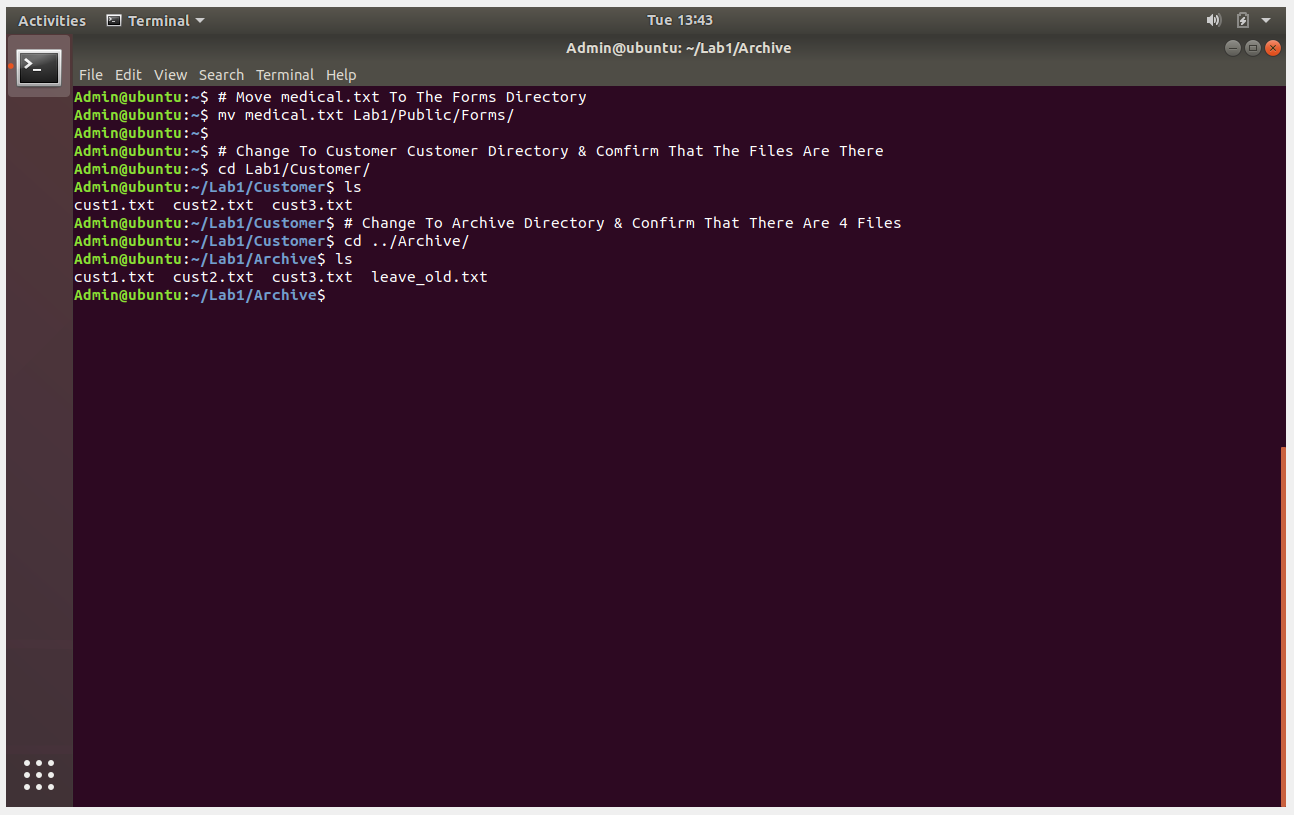 Activities Terminal Tue 13:43
Admin@ubuntu: ~/Lab1/Archive
File Edit View Search Terminal Help
Admin@ubuntu:~$ # Move medical.txt To The Forms Directory
Admin@ubuntu:~$ mv medical.txt Lab1/Public/Forms/
Admin@ubuntu:~$
Admin@ubuntu:~$ # Change To Customer Customer Directory & Comfirm That The Files Are There
Admin@ubuntu:~$ cd Lab1/Customer/
Admin@ubuntu:~/Lab1/Customer$ ls
cust1.txt  cust2.txt  cust3.txt
Admin@ubuntu:~/Lab1/Customer$ # Change To Archive Directory & Confirm That There Are 4 Files
Admin@ubuntu:~/Lab1/Customer$ cd ../Archive/
Admin@ubuntu:~/Lab1/Archive$ ls
cust1.txt  cust2.txt  cust3.txt  leave_old.txt
Admin@ubuntu:~/Lab1/Archive$